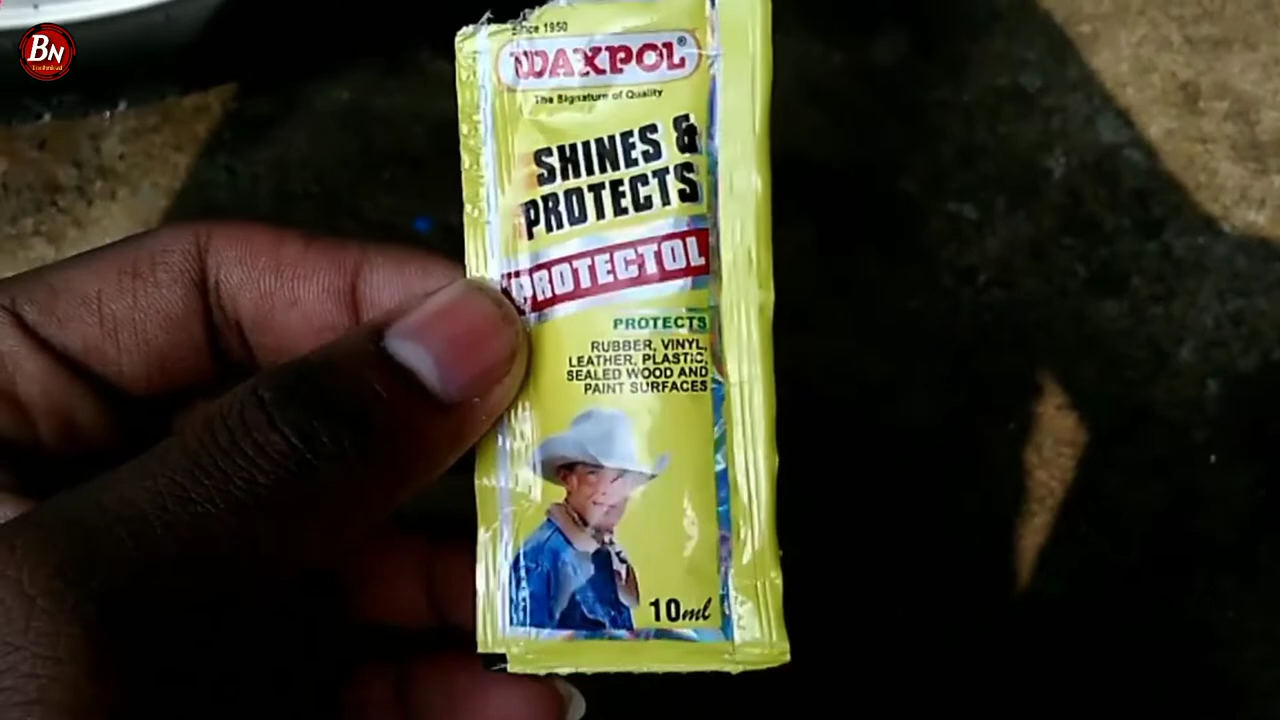 BN
Technical
Since 1950
WAXPOL®
The Signature of Quality
SHINES &
PROTECTS
PROTECTOL
PROTECTS
RUBBER, VINYL,
LEATHER, PLASTIC,
SEALED WOOD AND
PAINT SURFACES
10ml